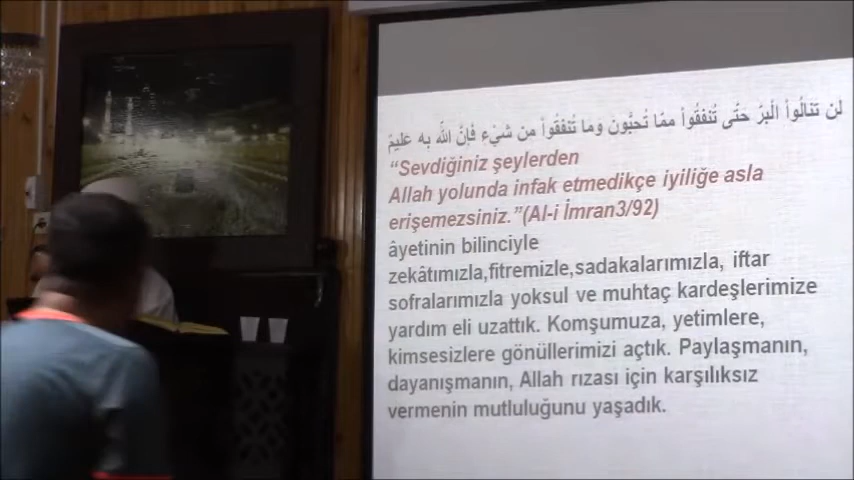 لَن تَنَالُواْ الْبِرَّ حَتَّى تُنفِقُواْ مِمَّا تُحِبُّونَ وَمَا تُنفِقُواْ مِن شَيْءٍ فَإِنَّ اللّهَ بِهِ عَلِيمٌ
“Sevdiğiniz şeylerden
Allah yolunda infak etmedikçe iyiliğe asla
erişemezsiniz.”(Al-i İmran3/92)
âyetinin bilinciyle
zekâtımızla,fitremizle,sadakalarımızla, iftar
sofralarımızla yoksul ve muhtaç kardeşlerimize
yardım eli uzattık. Komşumuza, yetimlere,
kimsesizlere gönüllerimizi açtık. Paylaşmanın,
dayanışmanın, Allah rızası için karşılıksız
vermenin mutluluğunu yaşadık.